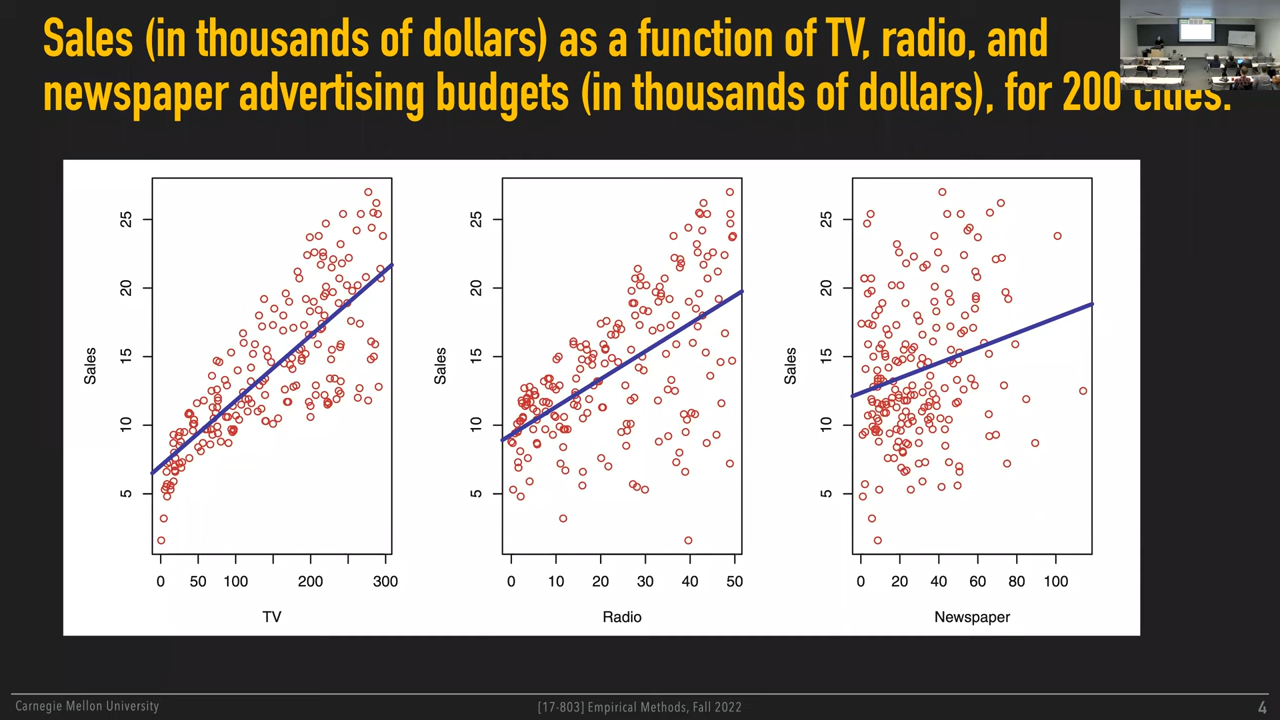 Sales (in thousands of dollars) as a function of TV, radio, and
newspaper advertising budgets (in thousands of dollars), for 200 cities.
25
20
15
10
5
Sales
0 50 100 200 300
TV
25
20
15
10
5
Sales
0 10 20 30 40 50
Radio
25
20
15
10
5
Sales
0 20 40 60 80 100
Newspaper
Carnegie Mellon University
[17-803] Empirical Methods, Fall 2022
4